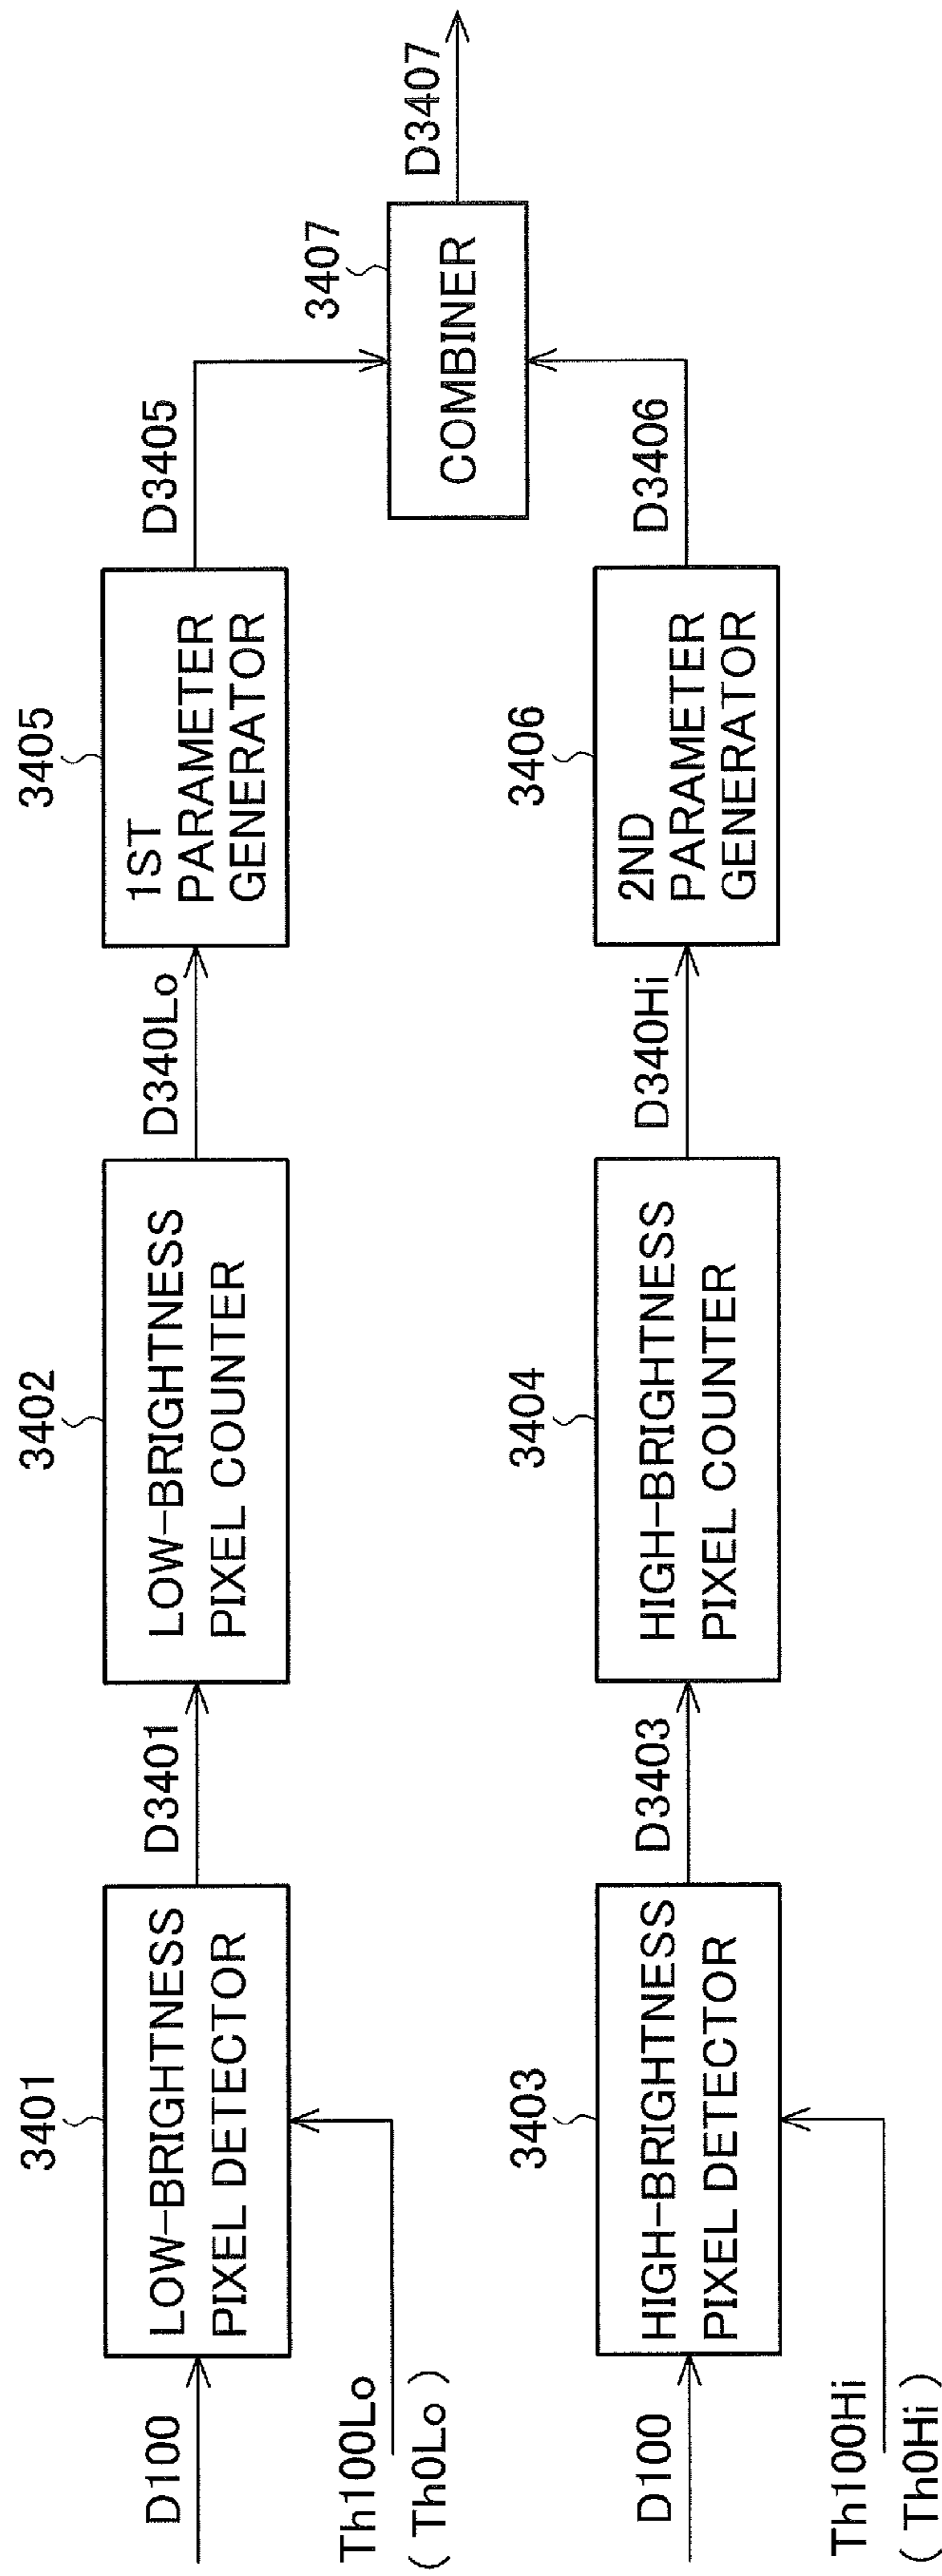 D100
Th100Lo
( Th0Lo )
3401
LOW-BRIGHTNESS
PIXEL DETECTOR
D3401
3402
LOW-BRIGHTNESS
PIXEL COUNTER
D340Lo
3405
1ST
PARAMETER
GENERATOR
D3405
3407
COMBINER
D3407
D100
Th100Hi
( Th0Hi )
3403
HIGH-BRIGHTNESS
PIXEL DETECTOR
D3403
3404
HIGH-BRIGHTNESS
PIXEL COUNTER
D340Hi
3406
2ND
PARAMETER
GENERATOR
D3406